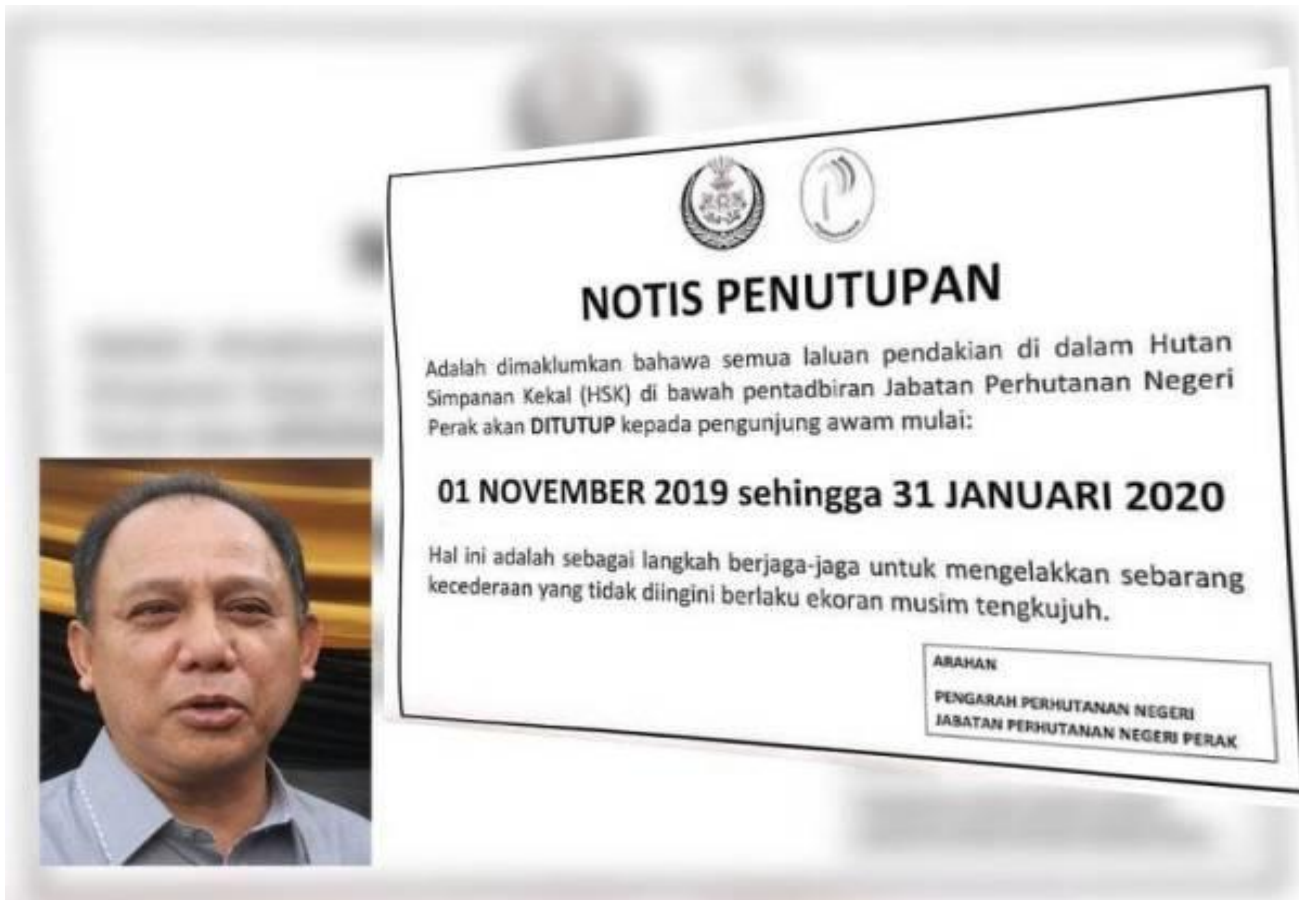 NOTIS PENUTUPAN
Adalah dimaklumkan bahawa semua laluan pendakian di dalam Hutan
Simpanan Kekal (HSK) di bawah pentadbiran Jabatan Perhutanan Negeri
Perak akan DITUTUP kepada pengunjung awam mulai:
01 NOVEMBER 2019 sehingga 31 JANUARI 2020
Hal ini adalah sebagai langkah berjaga-jaga untuk mengelakkan sebarang
kecederaan yang tidak diingini berlaku ekoran musim tengkujuh.
ARAHAN
PENGARAH PERHUTANAN NEGERI
JABATAN PERHUTANAN NEGERI PERAK